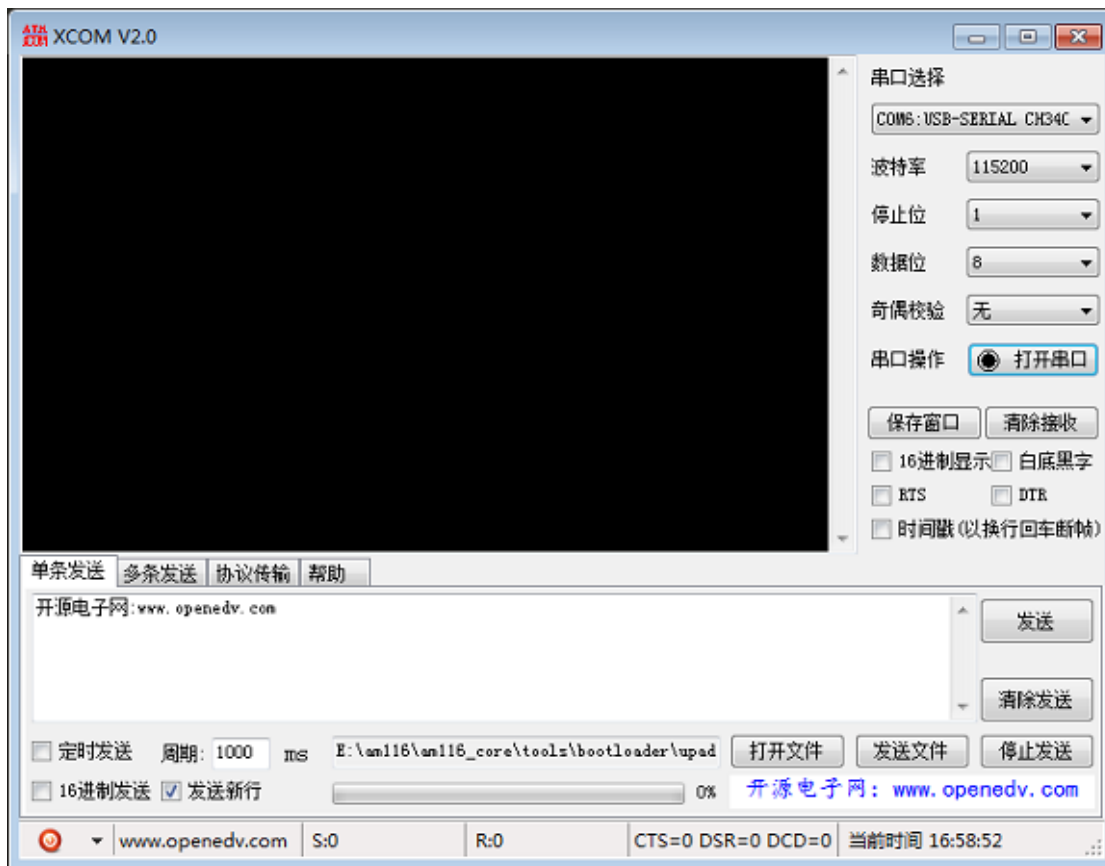 XCOM V2.0
串口选择
COM6:USB-SERIAL CH34
波特率 115200
停止位 1
数据位 8
奇偶校验 无
串口操作 打开串口
保存窗口 清除接收
16进制显示 白底黑字
RTS DTR
时间戳(以换行回车断帧)
单条发送 多条发送 协议传输 帮助
开源电子网:www.openedv.com
发送
清除发送
定时发送 周期: 1000 ms E:\am116\am116_core\tools\bootloader\upad 打开文件 发送文件 停止发送
16进制发送 发送新行 0% 开源电子网: www.openedv.com
www.openedv.com S:0 R:0 CTS=0 DSR=0 DCD=0 当前时间 16:58:52